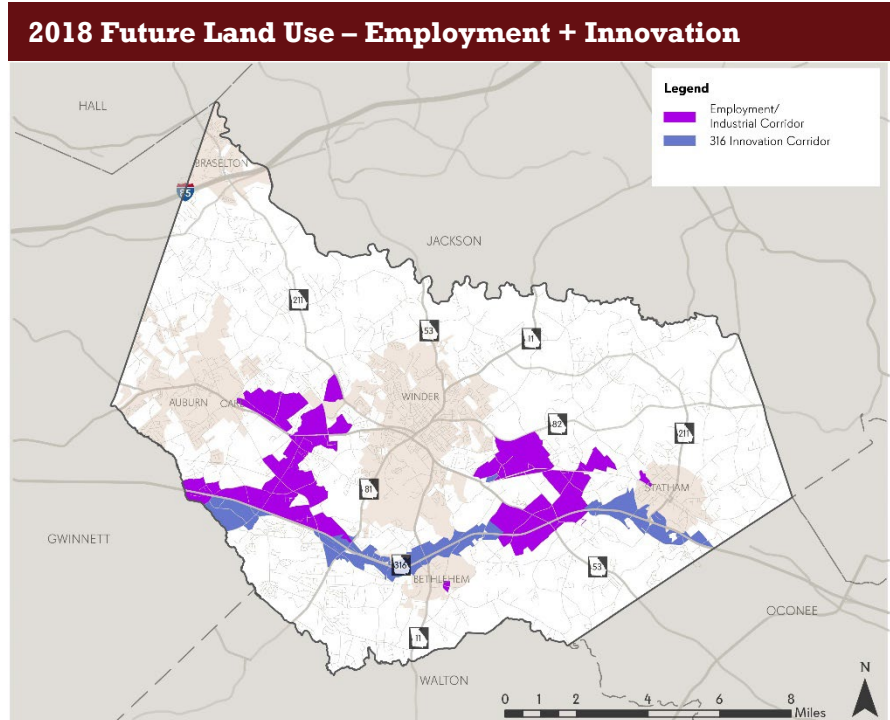 2018 Future Land Use – Employment + Innovation
HALL
Legend
Employment/
Industrial Corridor
316 Innovation Corridor
BRASELTON
JACKSON
211
53
11
AUBURN
WINDER
82
211
81
STATHAM
GWINNETT
316
BETHLEHEM
53
OCONEE
11
WALTON
N
0 1 2 4 6 8
Miles